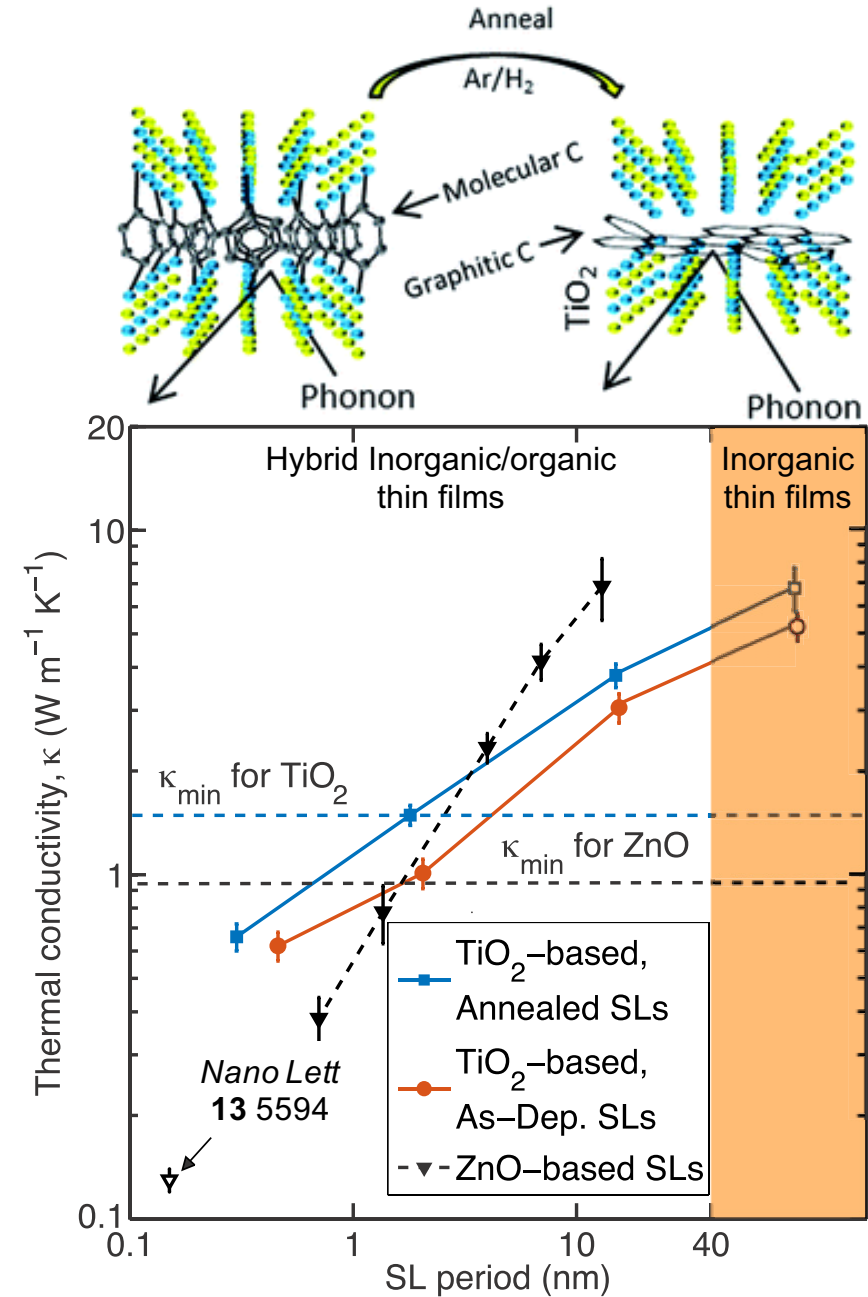 Anneal
Ar/H2
Molecular C
Graphitic C
TiO2
Phonon
Phonon
Hybrid Inorganic/organic
thin films
Inorganic
thin films
Thermal conductivity, κ (W m−1 K−1)
20
10
1
0.1
κmin for TiO2
κmin for ZnO
Nano Lett
13 5594
TiO2–based,
Annealed SLs
TiO2–based,
As–Dep. SLs
ZnO–based SLs
0.1
1
10
40
SL period (nm)